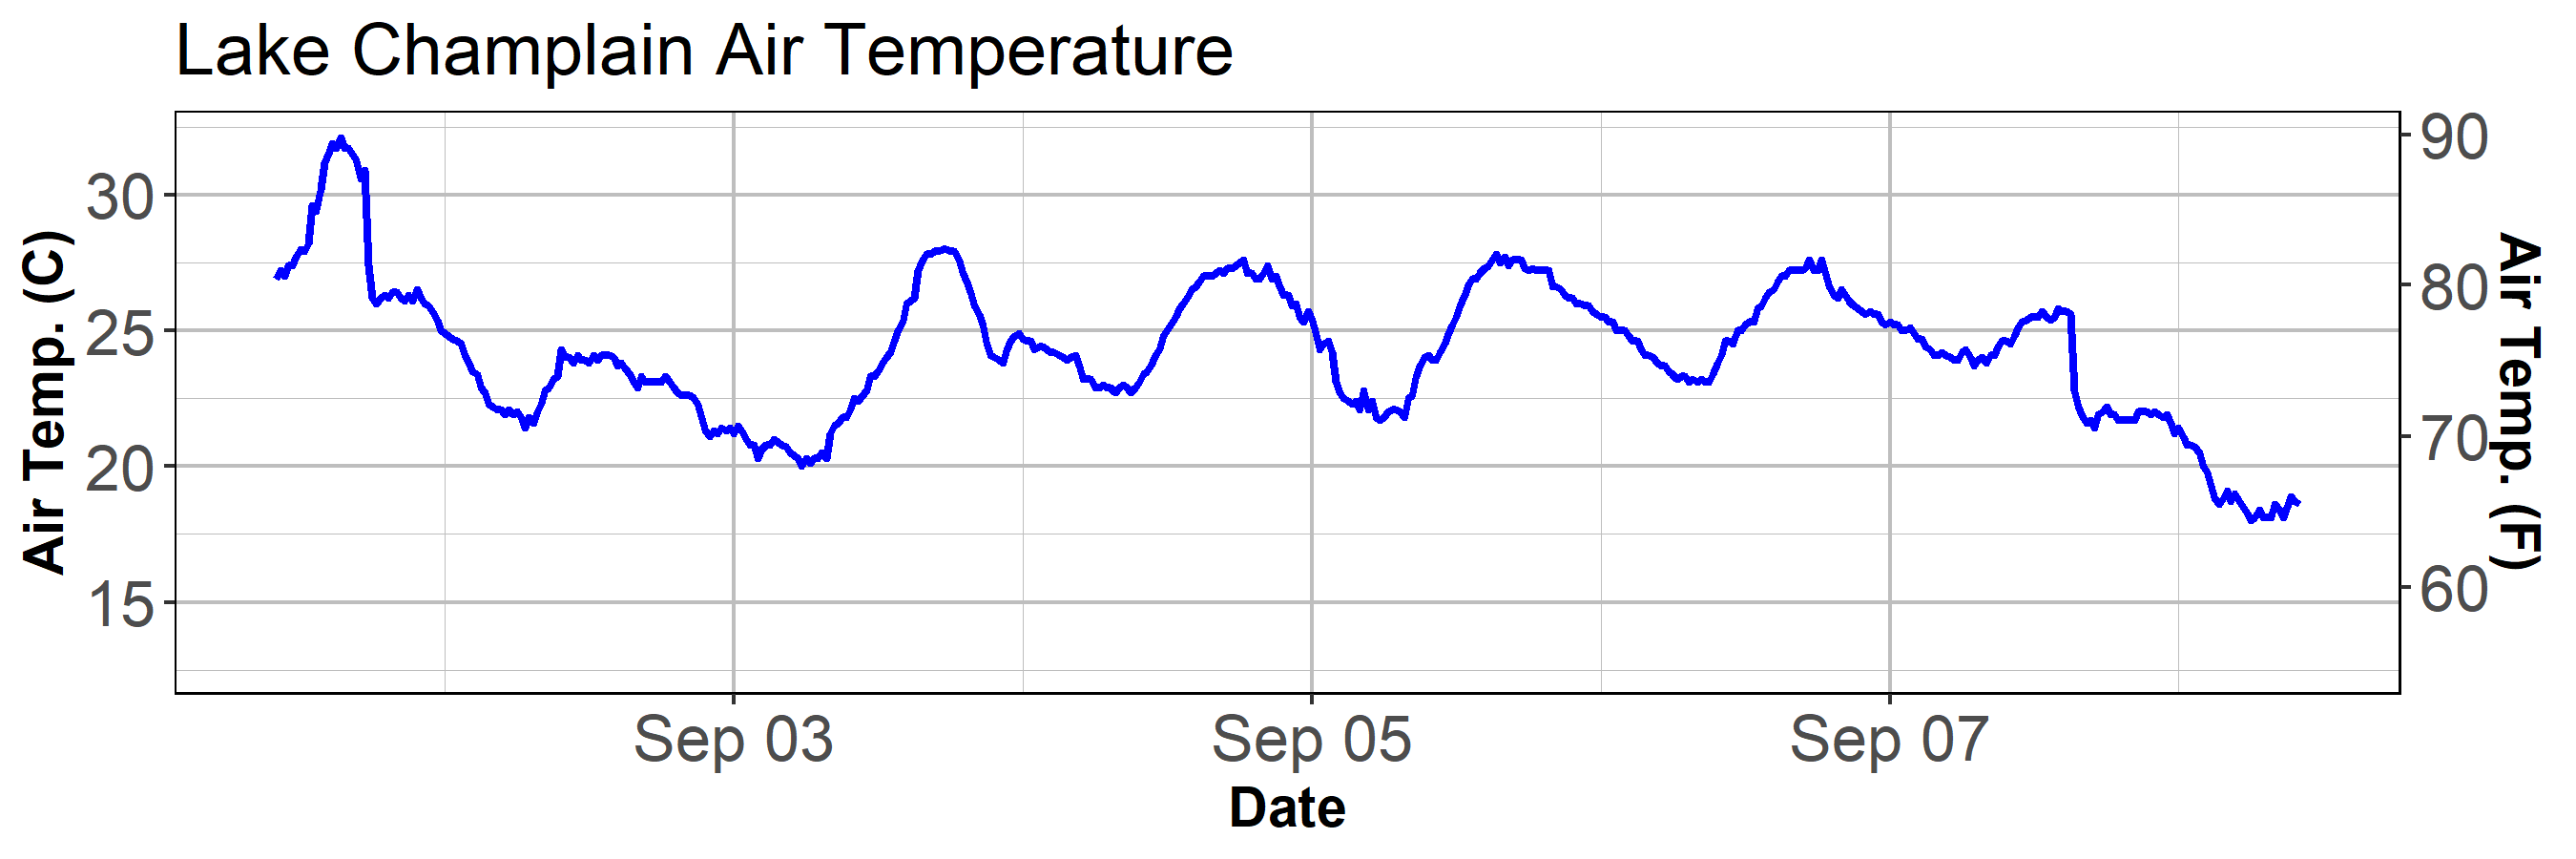 Lake Champlain Air Temperature
Air Temp. (C)
30
25
20
15
90
80
70
60
Air Temp. (F)
Sep 03 Sep 05 Sep 07
Date